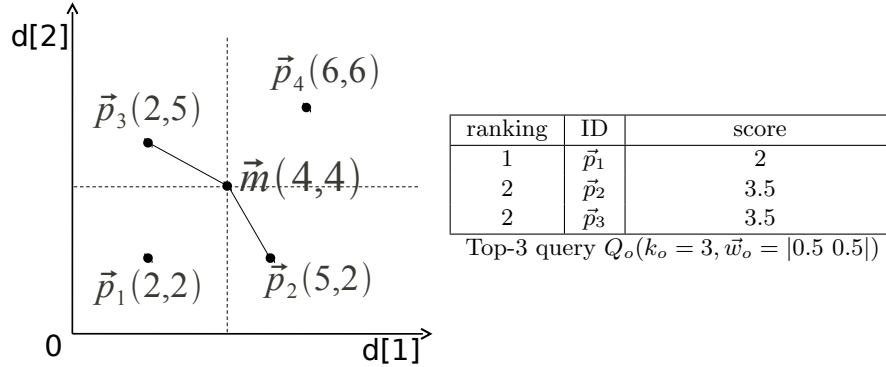 d[2]
p⃗₄(6,6)
p⃗₃(2,5)
m⃗(4,4)
p⃗₁(2,2)
p⃗₂(5,2)
0
d[1]
ranking ID score
1 p⃗₁ 2
2 p⃗₂ 3.5
2 p⃗₃ 3.5
Top-3 query Qₒ(kₒ = 3, w⃗ₒ = |0.5 0.5|)